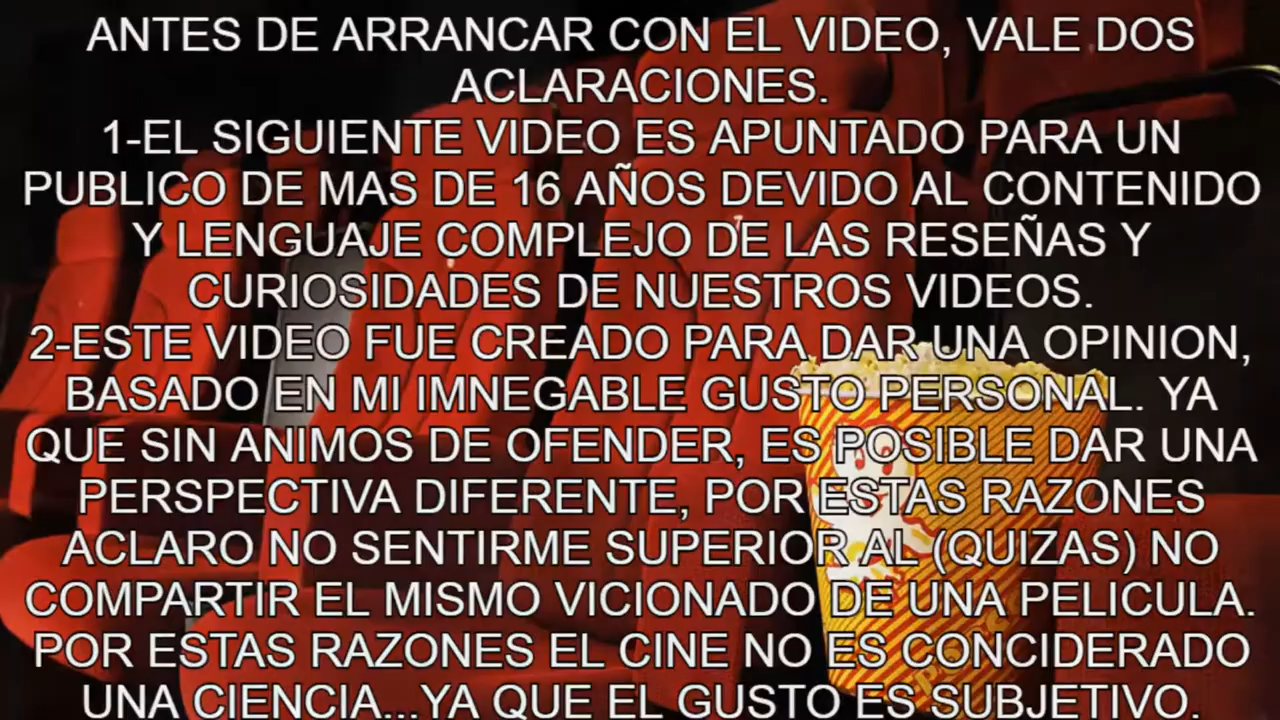 ANTES DE ARRANCAR CON EL VIDEO, VALE DOS
ACLARACIONES.
1-EL SIGUIENTE VIDEO ES APUNTADO PARA UN
PUBLICO DE MAS DE 16 AÑOS DEVIDO AL CONTENIDO
Y LENGUAJE COMPLEJO DE LAS RESEÑAS Y
CURIOSIDADES DE NUESTROS VIDEOS.
2-ESTE VIDEO FUE CREADO PARA DAR UNA OPINION,
BASADO EN MI IMNEGABLE GUSTO PERSONAL. YA
QUE SIN ANIMOS DE OFENDER, ES POSIBLE DAR UNA
PERSPECTIVA DIFERENTE, POR ESTAS RAZONES
ACLARO NO SENTIRME SUPERIOR AL (QUIZAS) NO
COMPARTIR EL MISMO VICIONADO DE UNA PELICULA.
POR ESTAS RAZONES EL CINE NO ES CONCIDERADO
UNA CIENCIA...YA QUE EL GUSTO ES SUBJETIVO.